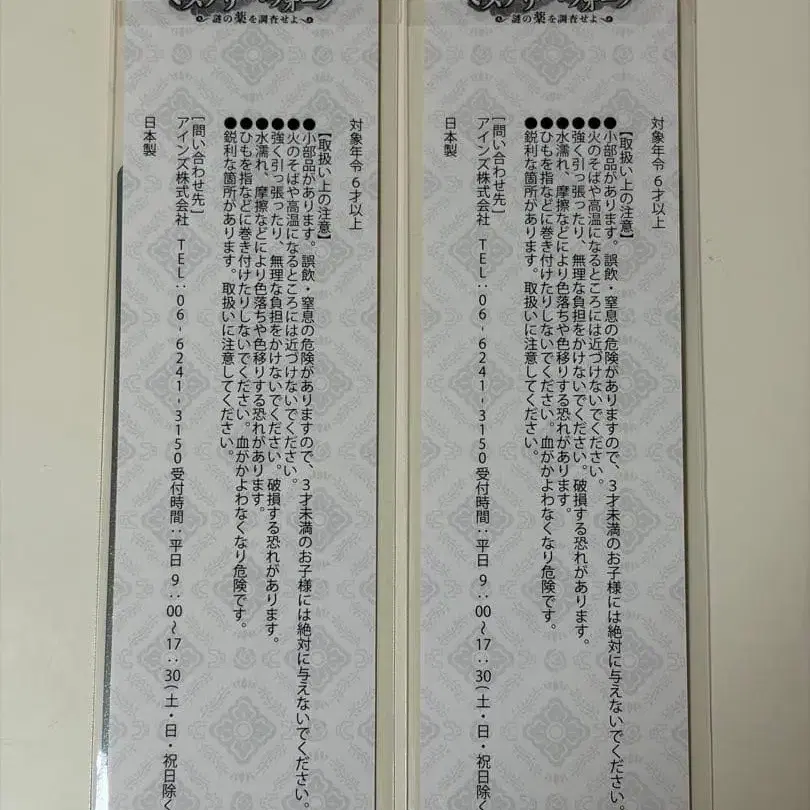 〜謎の薬を調査せよ〜
対象年令 6才以上
【取扱い上の注意】
●小部品があります。誤飲・窒息の危険がありますので、3才未満のお子様には絶対に与えないでください。
●火のそばや高温になるところには近づけないでください。
●強く引っ張ったり、無理な負担をかけないでください。破損する恐れがあります。
●水濡れ、摩擦などにより色落ちや色移りする恐れがあります。
●ひもを指などに巻き付けたりしないでください。血がかよわなくなり危険です。
●鋭利な箇所があります。取扱いに注意してください。
[問い合わせ先]
アインズ株式会社 TEL:06-6241-3150 受付時間:平日 9:00〜17:30(土・日・祝日除く
日本製
〜謎の薬を調査せよ〜
対象年令 6才以上
【取扱い上の注意】
●小部品があります。誤飲・窒息の危険がありますので、3才未満のお子様には絶対に与えないでください
●火のそばや高温になるところには近づけないでください。
●強く引っ張ったり、無理な負担をかけないでください。破損する恐れがあります。
●水濡れ、摩擦などにより色落ちや色移りする恐れがあります。
●ひもを指などに巻き付けたりしないでください。血がかよわなくなり危険です。
●鋭利な箇所があります。取扱いに注意してください。
[問い合わせ先]
アインズ株式会社 TEL:06-6241-3150 受付時間:平日 9:00〜17:30(土・日・祝日除く
日本製